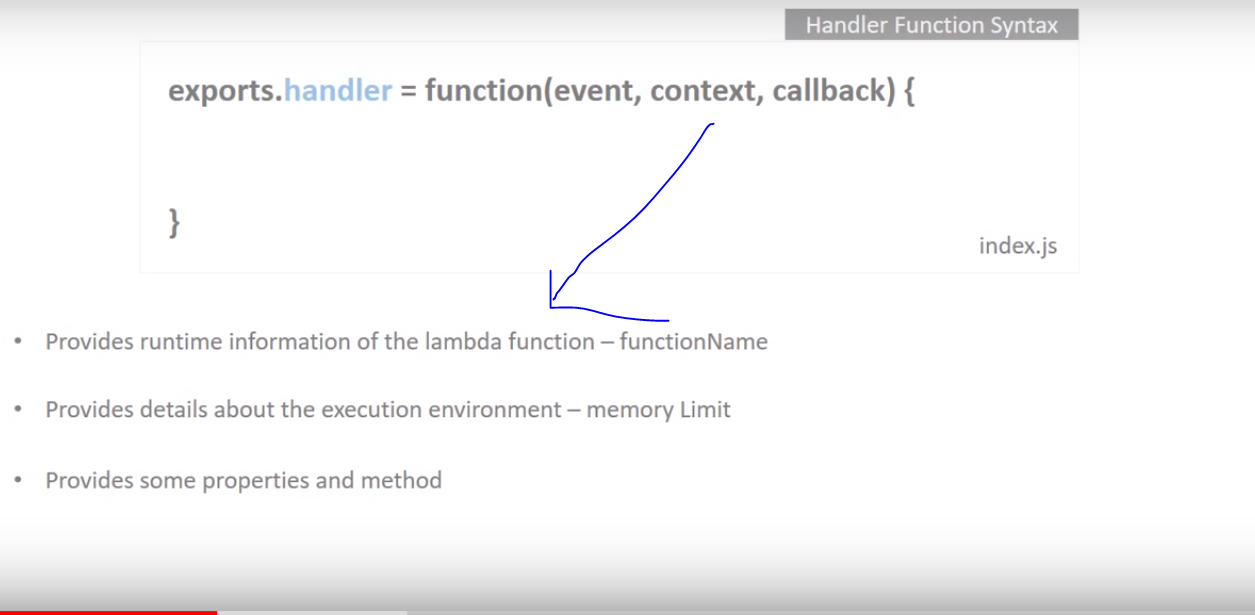 Handler Function Syntax
exports.handler = function(event, context, callback) {
}
index.js
• Provides runtime information of the lambda function – functionName
• Provides details about the execution environment – memory Limit
• Provides some properties and method